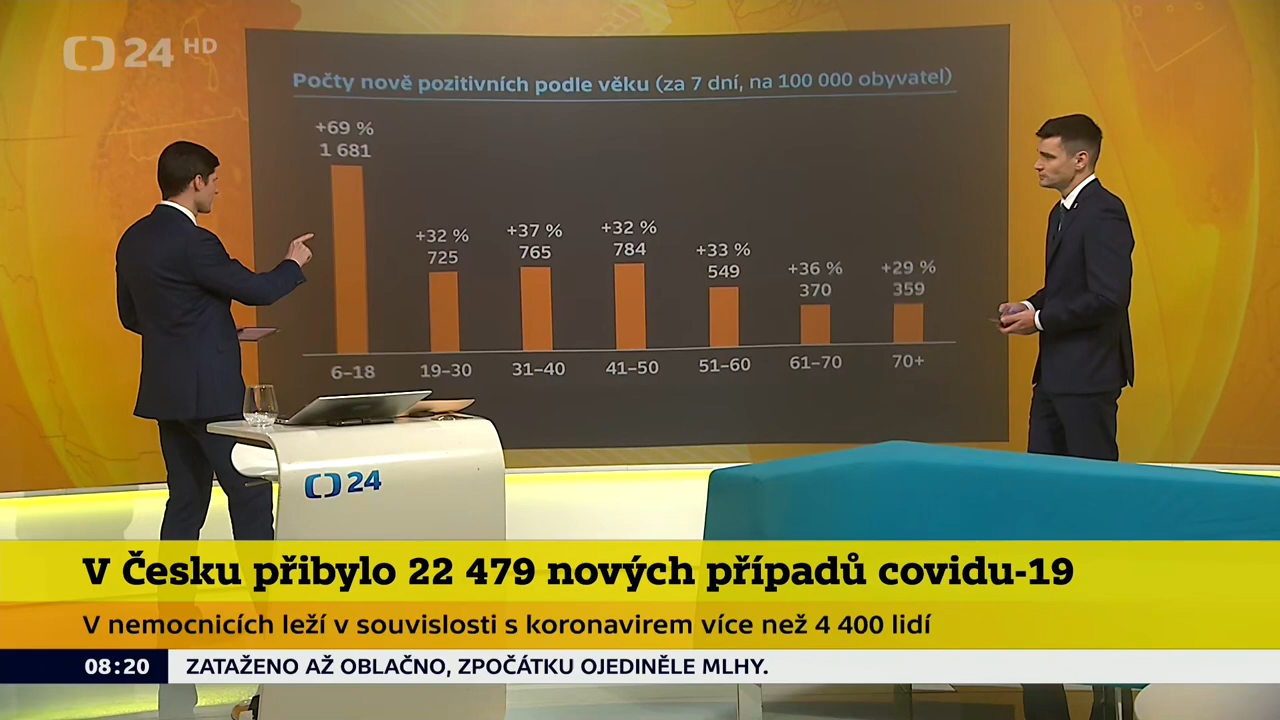 24 HD
Počty nově pozitivních podle věku (za 7 dní, na 100 000 obyvatel)
+69 %
1 681
+32 %
725
+37 %
765
+32 %
784
+33 %
549
+36 %
370
+29 %
359
6–18 19–30 31–40 41–50 51–60 61–70 70+
24
V Česku přibylo 22 479 nových případů covidu-19
V nemocnicích leží v souvislosti s koronavirem více než 4 400 lidí
08:20 ZATAŽENO AŽ OBLAČNO, ZPOČÁTKU OJEDINĚLE MLHY.